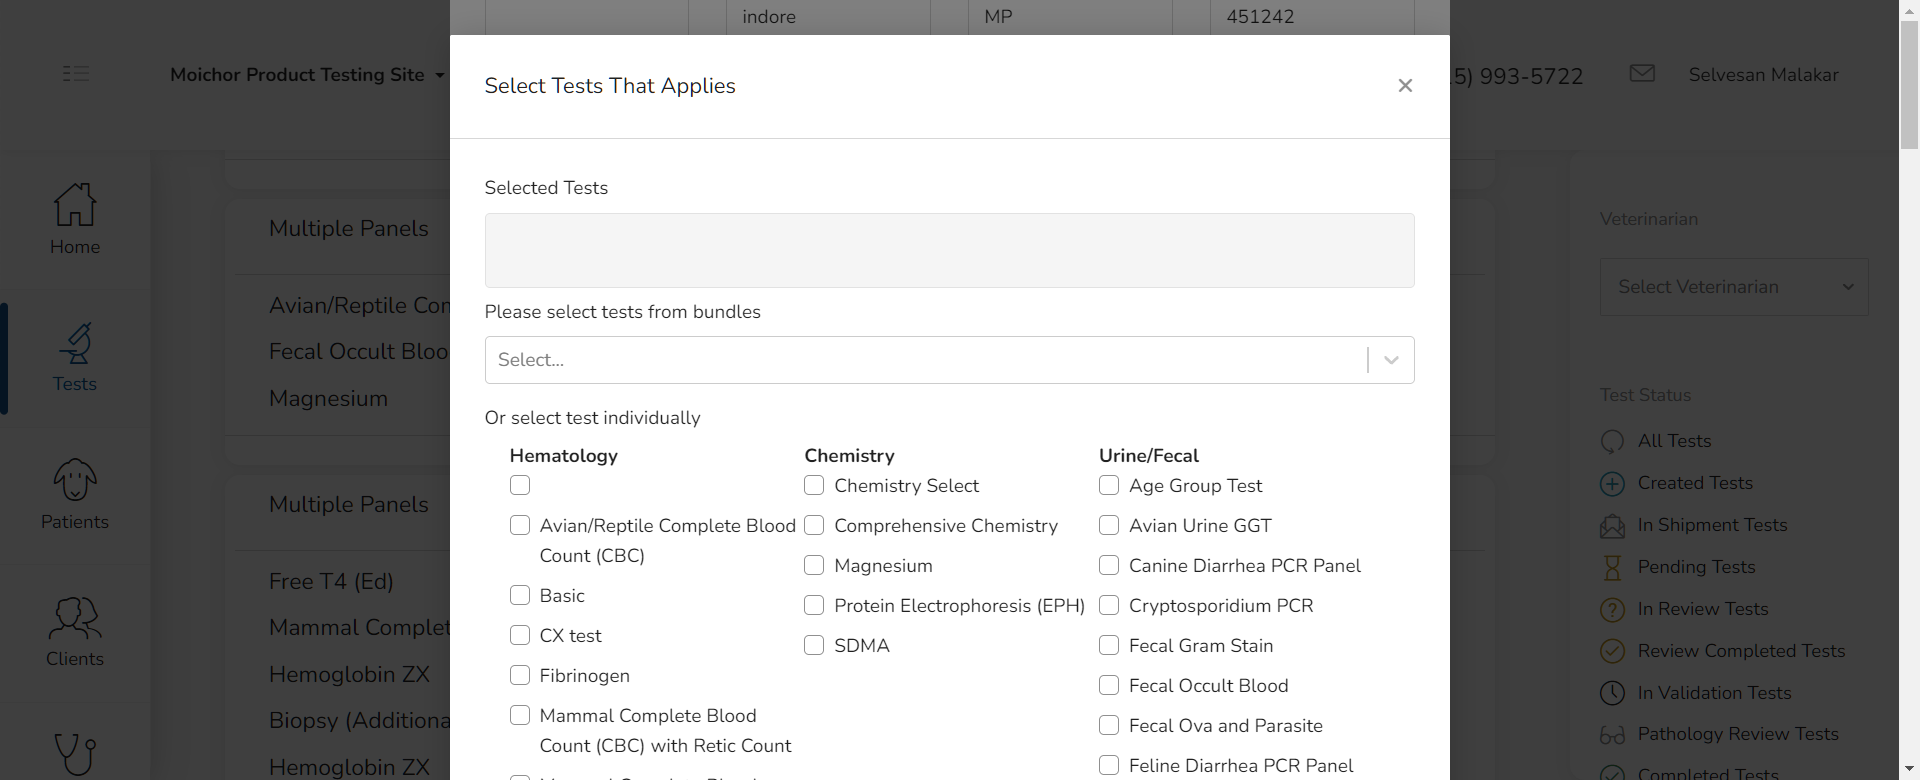 indore
MP
451242
Moichor Product Testing Site
5) 993-5722
Selvesan Malakar
Home
Tests
Patients
Clients
Multiple Panels
Avian/Reptile Com
Fecal Occult Bloo
Magnesium
Multiple Panels
Free T4 (Ed)
Mammal Complet
Hemoglobin ZX
Biopsy (Additiona
Hemoglobin ZX
Select Tests That Applies
Selected Tests
Please select tests from bundles
Select...
Or select test individually
Hematology
Avian/Reptile Complete Blood
Count (CBC)
Basic
CX test
Fibrinogen
Mammal Complete Blood
Count (CBC) with Retic Count
Chemistry
Chemistry Select
Comprehensive Chemistry
Magnesium
Protein Electrophoresis (EPH)
SDMA
Urine/Fecal
Age Group Test
Avian Urine GGT
Canine Diarrhea PCR Panel
Cryptosporidium PCR
Fecal Gram Stain
Fecal Occult Blood
Fecal Ova and Parasite
Feline Diarrhea PCR Panel
Veterinarian
Select Veterinarian
Test Status
All Tests
Created Tests
In Shipment Tests
Pending Tests
In Review Tests
Review Completed Tests
In Validation Tests
Pathology Review Tests
Completed Tests